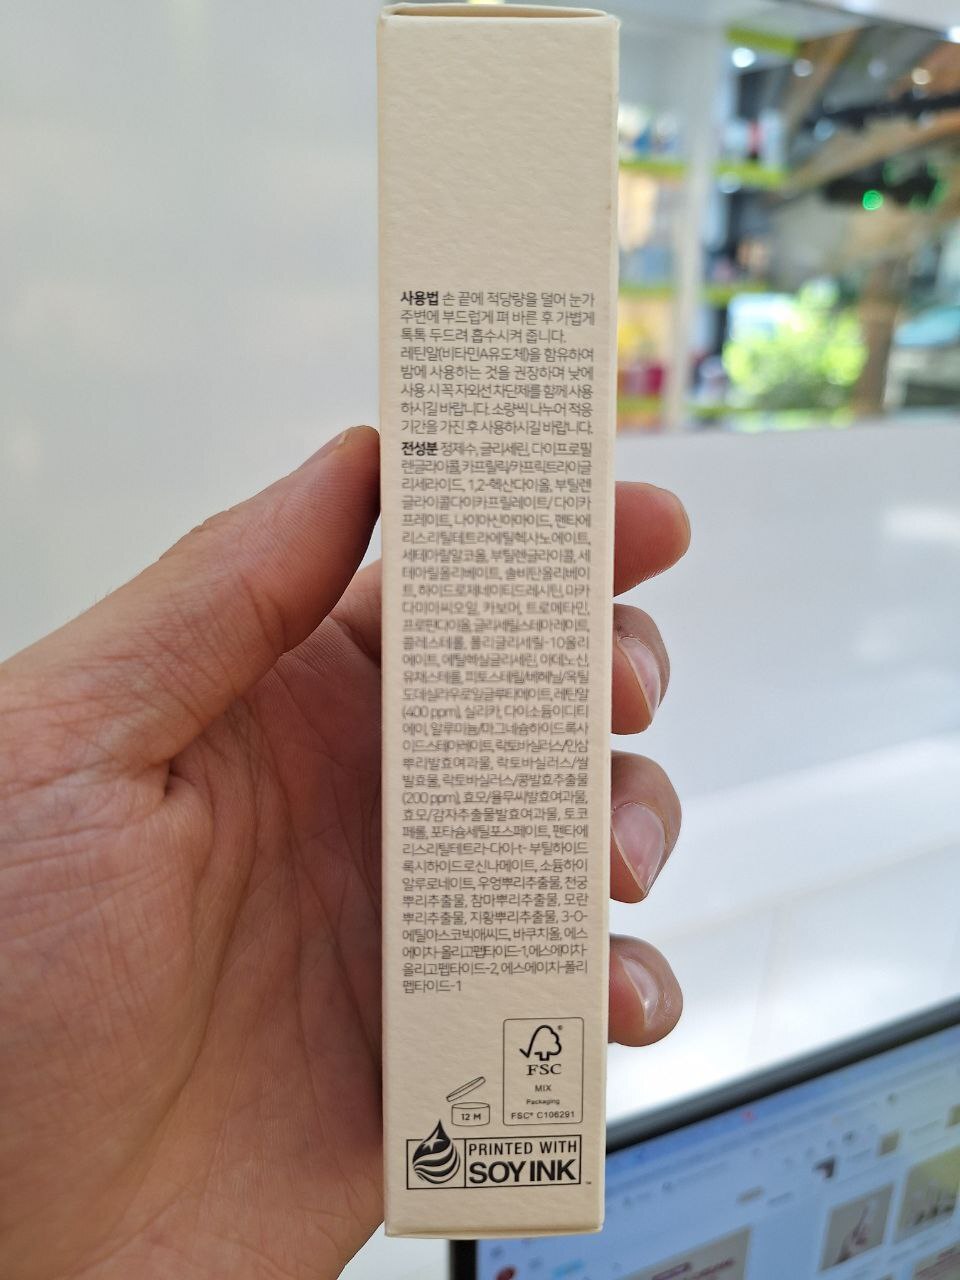 사용법 손 끝에 적당량을 덜어 눈가
주변에 부드럽게 펴 바른 후 가볍게
톡톡 두드려 흡수시켜 줍니다.
레틴알(비타민A유도체)을 함유하여
밤에 사용하는 것을 권장하며 낮에
사용 시 꼭 자외선 차단제를 함께 사용
하시길 바랍니다. 소량씩 나누어 적응
기간을 가진 후 사용하시길 바랍니다.
전성분 정제수, 글리세린, 다이프로필
렌글라이콜, 카프릴릭/카프릭트라이글
리세라이드, 1,2-헥산다이올, 부틸렌
글라이콜다이카프릴레이트/ 다이카
프레이트, 나이아신아마이드, 펜타에
리스리틸테트라에틸헥사노에이트,
세테아릴알코올, 부틸렌글라이콜, 세
테아릴올리베이트, 솔비탄올리베이
트, 하이드로제네이티드레시틴, 마카
다미아씨오일, 카보머, 트로메타민,
프로판다이올, 글리세릴스테아레이트,
콜레스테롤, 폴리글리세릴-10올리
에이트, 에틸헥실글리세린, 아데노신,
유채스테롤, 피토스테릴/베헤닐/옥틸
도데실라우로일글루타메이트, 레틴알
(400 ppm), 실리카, 다이소듐이디티
에이, 알루미늄/마그네슘하이드록사
이드스테아레이트, 락토바실러스/인삼
뿌리발효여과물, 락토바실러스/쌀
발효물, 락토바실러스/콩발효추출물
(200 ppm), 효모/율무씨발효여과물,
효모/감자추출물발효여과물, 토코
페롤, 포타슘세틸포스페이트, 펜타에
리스리틸테트라-다이-t- 부틸하이드
록시하이드로신나메이트, 소듐하이
알루로네이트, 우엉뿌리추출물, 천궁
뿌리추출물, 참마뿌리추출물, 모란
뿌리추출물, 지황뿌리추출물, 3-O-
에틸아스코빅애씨드, 바쿠치올, 에스
에이치-올리고펩타이드-1, 에스에이치-
올리고펩타이드-2, 에스에이치-폴리
펩타이드-1
FSC®
MIX
Packaging
FSC® C106291
12 M
PRINTED WITH
SOY INK™